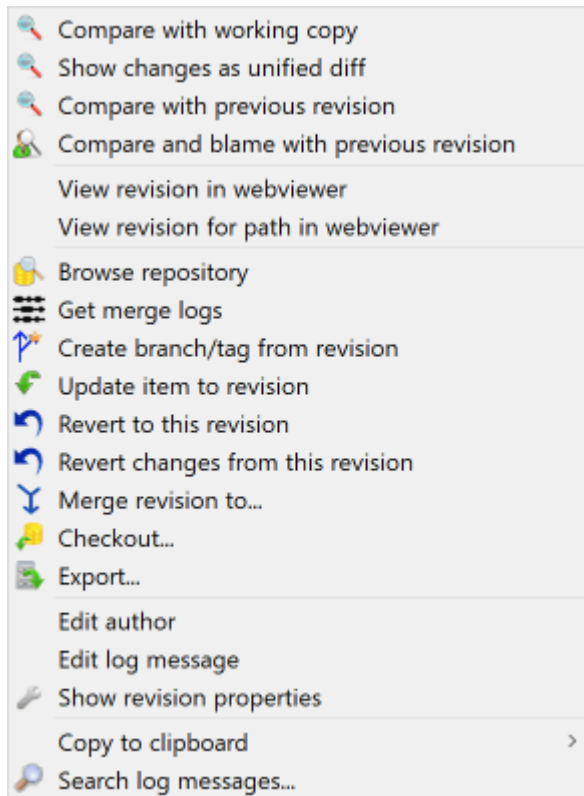 Compare with working copy
Show changes as unified diff
Compare with previous revision
Compare and blame with previous revision
View revision in webviewer
View revision for path in webviewer
Browse repository
Get merge logs
Create branch/tag from revision
Update item to revision
Revert to this revision
Revert changes from this revision
Merge revision to...
Checkout...
Export...
Edit author
Edit log message
Show revision properties
Copy to clipboard
Search log messages...